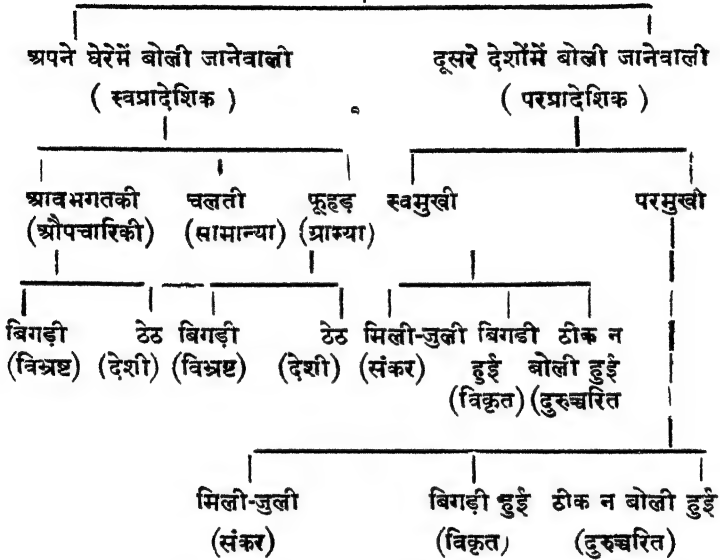 अपने घेरेमें बोली जानेवाली दूसरे देशोंमें बोली जानेवाली
( स्वप्रादेशिक ) ( परप्रादेशिक )
आवभगतकी चलती फूहड़ स्वमुखी परमुखी
(औपचारिकी) (सामान्या) (ग्राम्या)
बिगड़ी ठेठ बिगड़ी ठेठ मिली-जुली बिगडी ठीक न
(विभ्रष्ट) (देशी) (विभ्रष्ट) (देशी) (संकर) हुई बोली हुई
(विकृत) (दुरुच्चरित
मिली-जुली बिगड़ी हुई ठीक न बोली हुई
(संकर) (विकृत) (दुरुच्चरित)